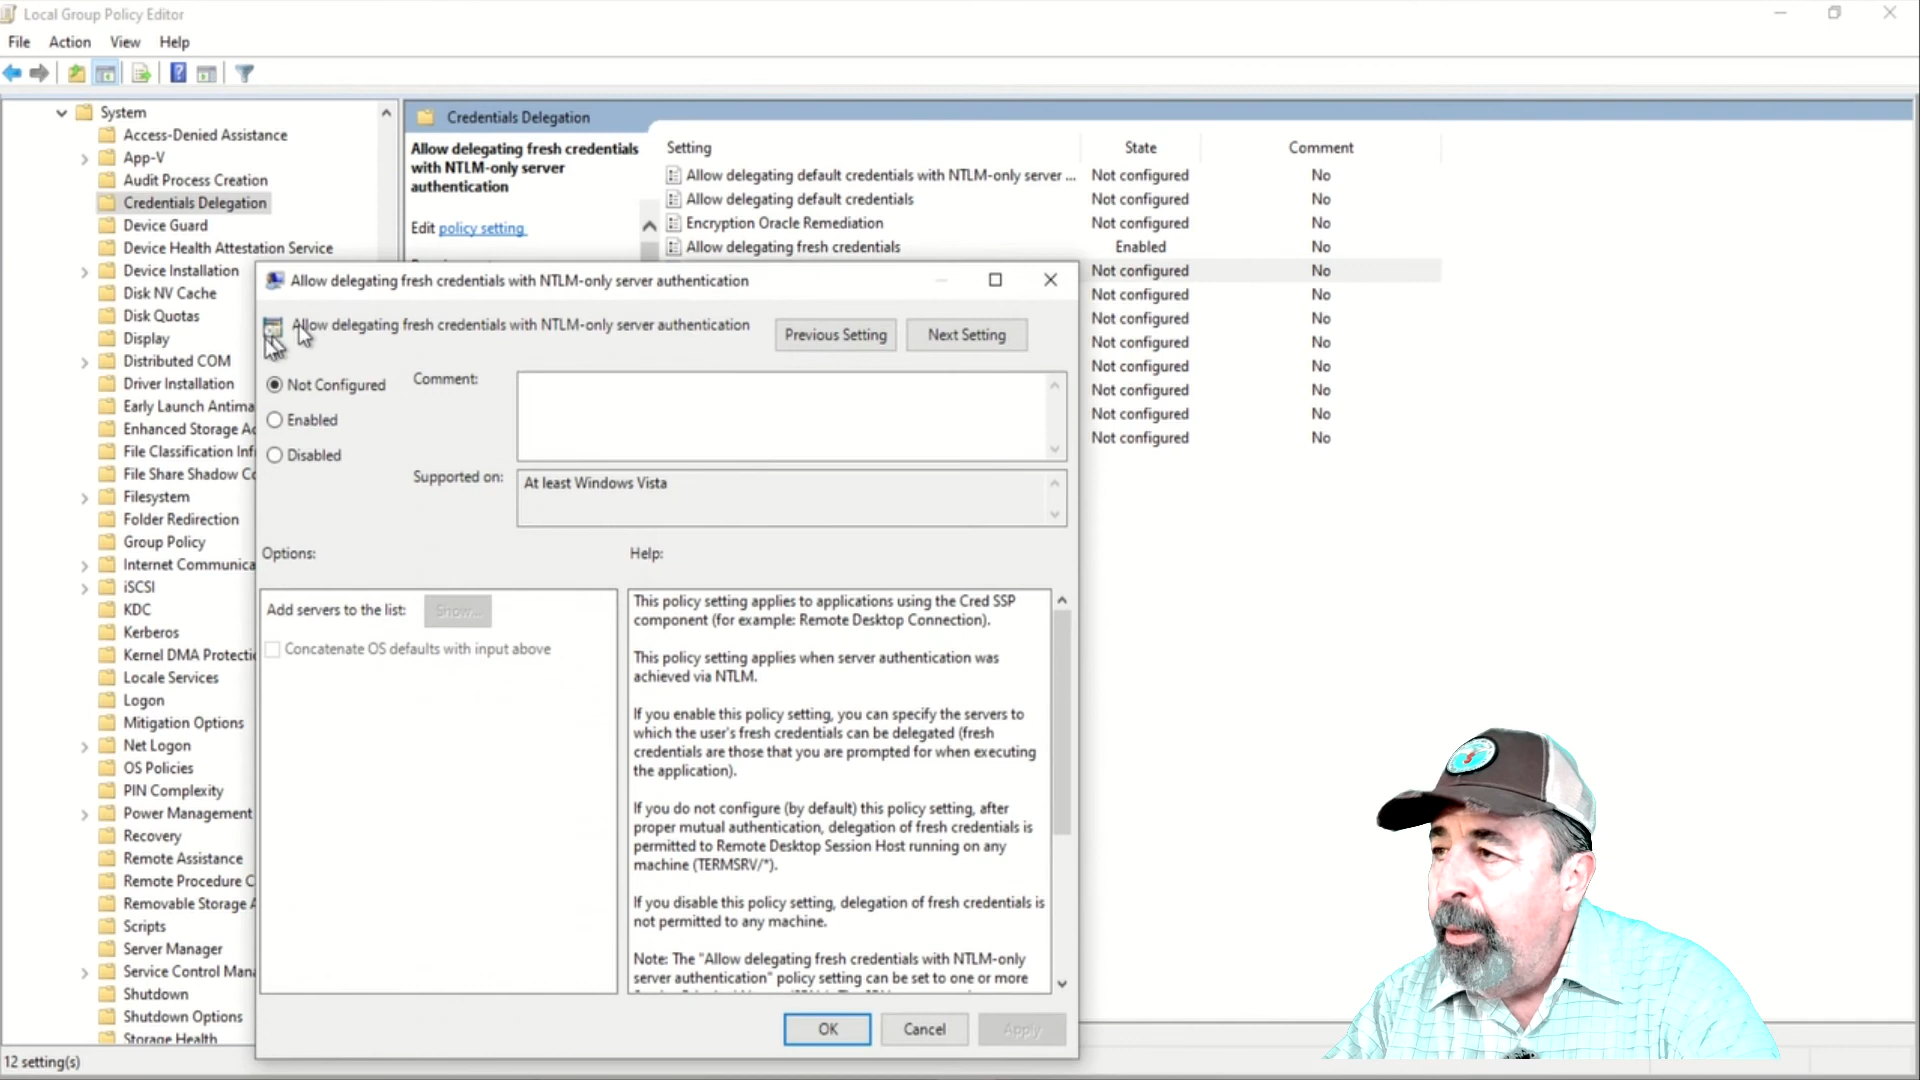 Local Group Policy Editor
File Action View Help
System
Access-Denied Assistance
App-V
Audit Process Creation
Credentials Delegation
Device Guard
Device Health Attestation Service
Device Installation
Disk NV Cache
Disk Quotas
Display
Distributed COM
Driver Installation
Early Launch Antima
Enhanced Storage Ac
File Classification Infi
File Share Shadow Co
Filesystem
Folder Redirection
Group Policy
Internet Communica
iSCSI
KDC
Kerberos
Kernel DMA Protectio
Locale Services
Logon
Mitigation Options
Net Logon
OS Policies
PIN Complexity
Power Management
Recovery
Remote Assistance
Remote Procedure C
Removable Storage A
Scripts
Server Manager
Service Control Mana
Shutdown
Shutdown Options
Storage Health
12 setting(s)
Credentials Delegation
Allow delegating fresh credentials
with NTLM-only server
authentication
Edit policy setting
Setting State Comment
Allow delegating default credentials with NTLM-only server ... Not configured No
Allow delegating default credentials Not configured No
Encryption Oracle Remediation Not configured No
Allow delegating fresh credentials Enabled No
Not configured No
Not configured No
Not configured No
Not configured No
Not configured No
Not configured No
Not configured No
Not configured No
Allow delegating fresh credentials with NTLM-only server authentication
Allow delegating fresh credentials with NTLM-only server authentication
Previous Setting Next Setting
Not Configured
Enabled
Disabled
Comment:
Supported on:
At least Windows Vista
Options:
Help:
Add servers to the list: Show...
Concatenate OS defaults with input above
This policy setting applies to applications using the Cred SSP
component (for example: Remote Desktop Connection).
This policy setting applies when server authentication was
achieved via NTLM.
If you enable this policy setting, you can specify the servers to
which the user's fresh credentials can be delegated (fresh
credentials are those that you are prompted for when executing
the application).
If you do not configure (by default) this policy setting, after
proper mutual authentication, delegation of fresh credentials is
permitted to Remote Desktop Session Host running on any
machine (TERMSRV/*).
If you disable this policy setting, delegation of fresh credentials is
not permitted to any machine.
Note: The "Allow delegating fresh credentials with NTLM-only
server authentication" policy setting can be set to one or more
OK Cancel Apply